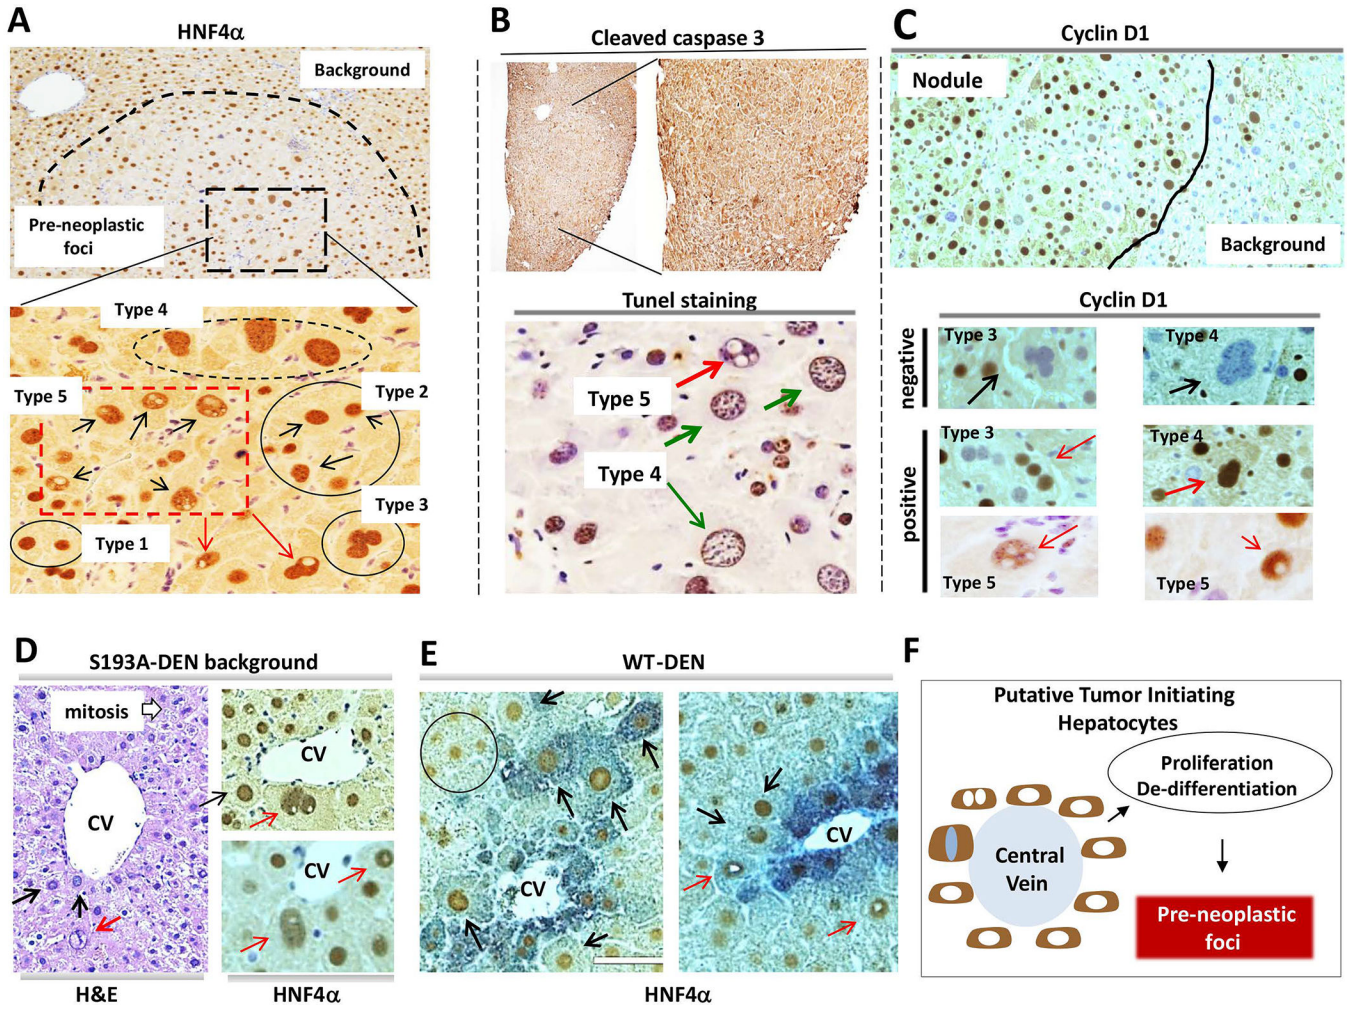 A
HNF4α
Background
Pre-neoplastic
foci
Type 4
Type 5
Type 2
Type 3
Type 1
B
Cleaved caspase 3
Tunel staining
Type 5
Type 4
C
Cyclin D1
Nodule
Background
Cyclin D1
negative
Type 3
Type 4
positive
Type 3
Type 4
Type 5
Type 5
D
S193A-DEN background
mitosis
CV
CV
CV
H&E
HNF4α
E
WT-DEN
CV
CV
HNF4α
F
Putative Tumor Initiating
Hepatocytes
Proliferation
De-differentiation
Central
Vein
Pre-neoplastic
foci